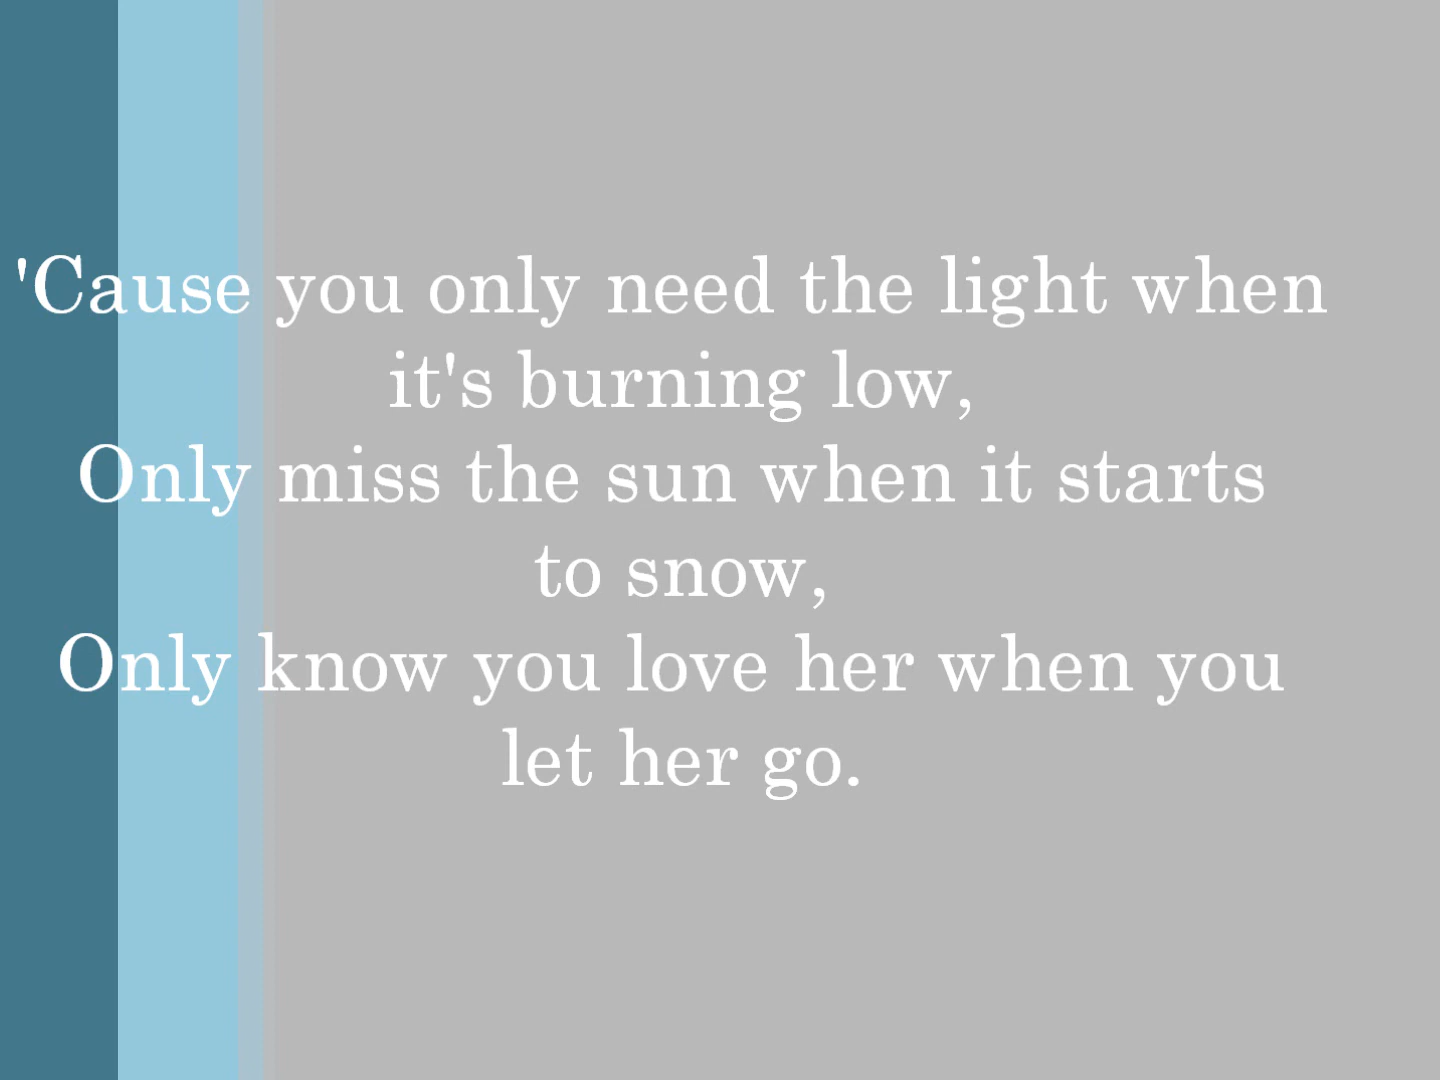 'Cause you only need the light when
it's burning low,
Only miss the sun when it starts
to snow,
Only know you love her when you
let her go.